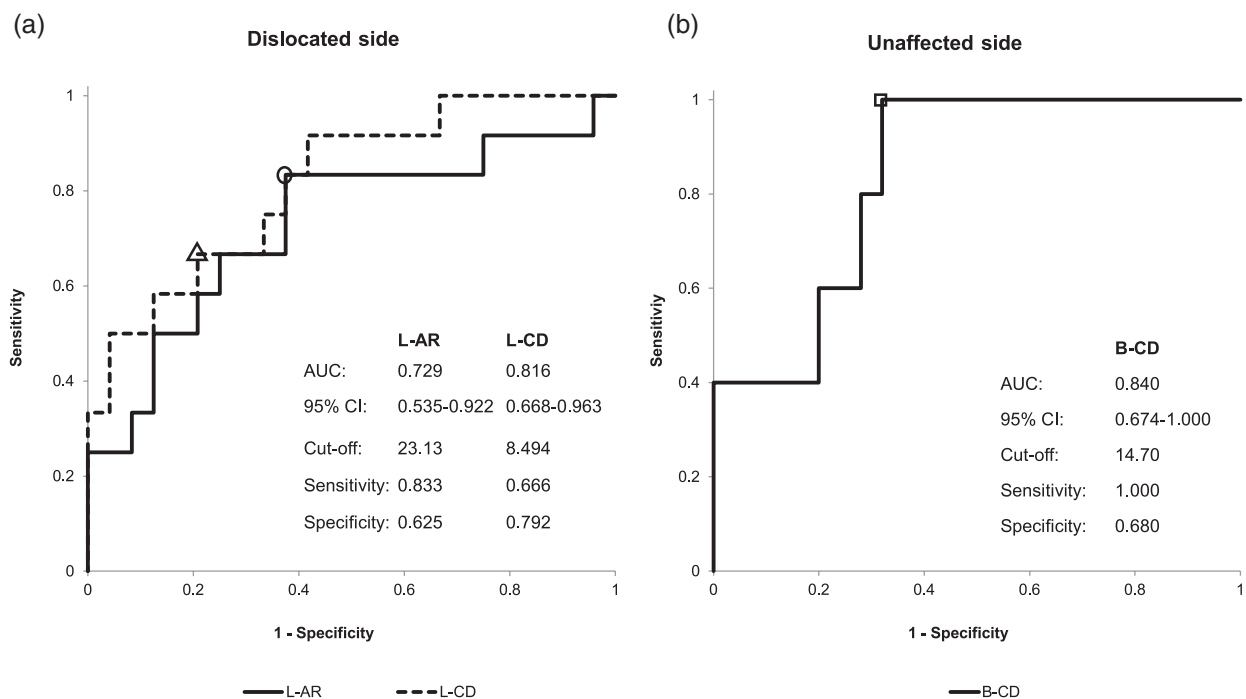 (a)
Dislocated side
1
0.8
0.6
0.4
0.2
0
0 0.2 0.4 0.6 0.8 1
Sensitivity
1 - Specificity
L-AR L-CD
AUC: 0.729 0.816
95% CI: 0.535-0.922 0.668-0.963
Cut-off: 23.13 8.494
Sensitivity: 0.833 0.666
Specificity: 0.625 0.792
L-AR L-CD
(b)
Unaffected side
1
0.8
0.6
0.4
0.2
0
0 0.2 0.4 0.6 0.8 1
Sensitiviy
1 - Specificity
B-CD
AUC: 0.840
95% CI: 0.674-1.000
Cut-off: 14.70
Sensitivity: 1.000
Specificity: 0.680
B-CD